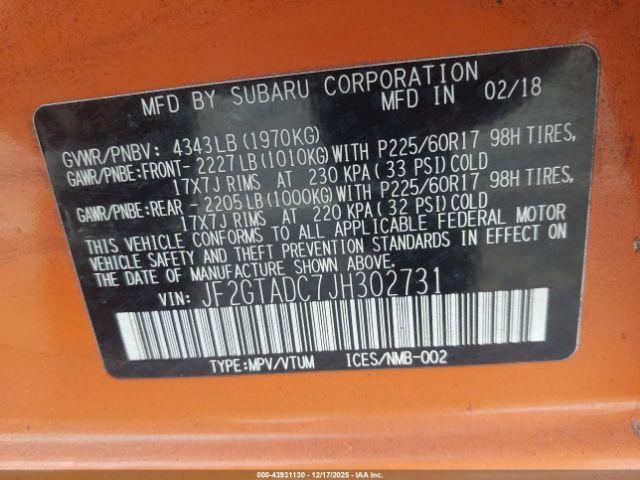 MFD BY SUBARU CORPORATION
MFD IN 02/18
GVWR/PNBV: 4343LB(1970KG)
GAWR/PNBE:FRONT-2227LB(1010KG)WITH P225/60R17 98H TIRES,
17X7J RIMS AT 230 KPA(33 PSI)COLD
GAWR/PNBE:REAR -2205LB(1000KG)WITH P225/60R17 98H TIRES,
17X7J RIMS AT 220 KPA(32 PSI)COLD
THIS VEHICLE CONFORMS TO ALL APPLICABLE FEDERAL MOTOR
VEHICLE SAFETY AND THEFT PREVENTION STANDARDS IN EFFECT ON
THE DATE OF MANUFACTURE SHOWN ABOVE.
VIN: JF2GTADC7JH302731
TYPE:MPV/VTUM ICES/NMB-002
000-43931130 - 12/17/2025 - IAAI